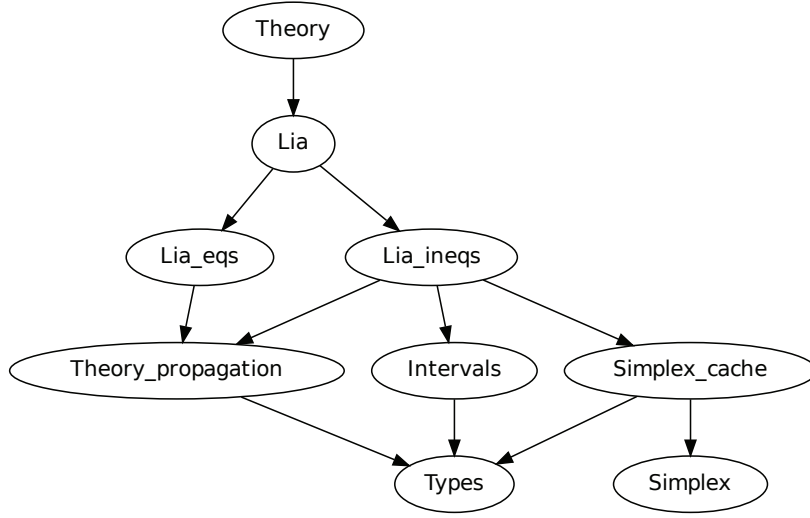 Theory
Lia
Lia_eqs
Lia_ineqs
Theory_propagation
Intervals
Simplex_cache
Types
Simplex